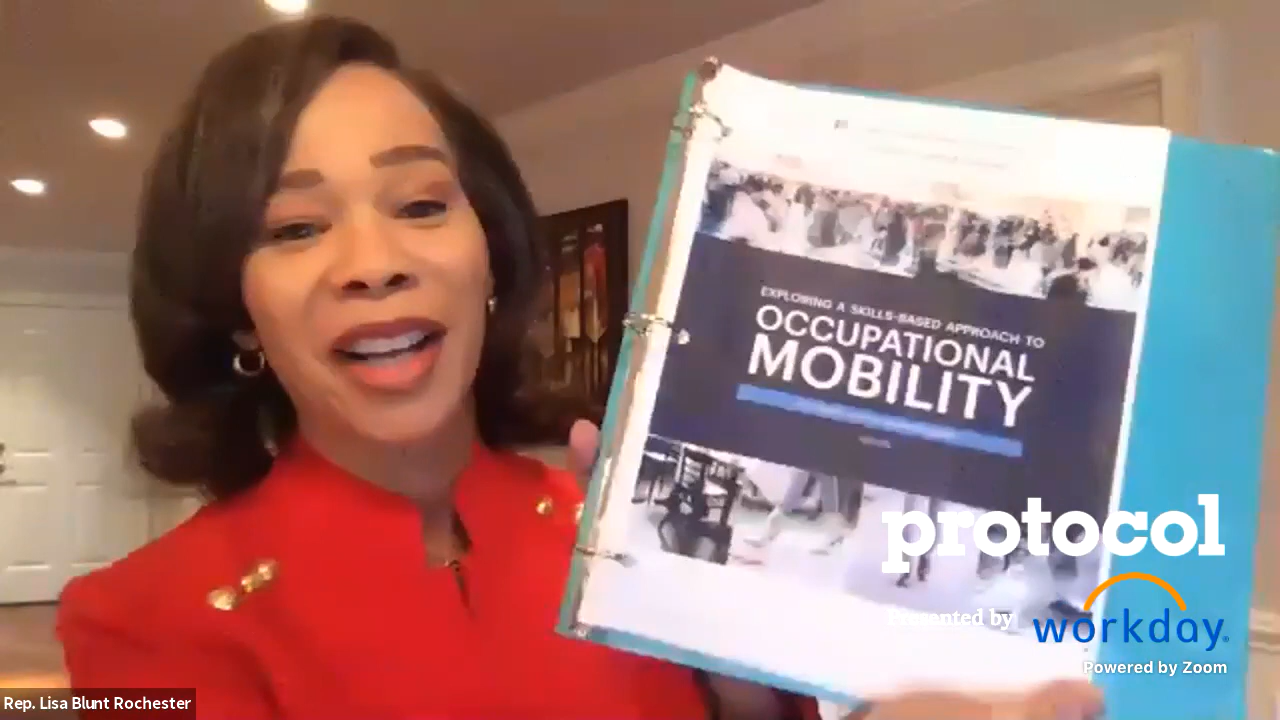 EXPLORING A SKILLS-BASED APPROACH TO
OCCUPATIONAL
MOBILITY
protocol
Presented by
workday.
Powered by Zoom
Rep. Lisa Blunt Rochester